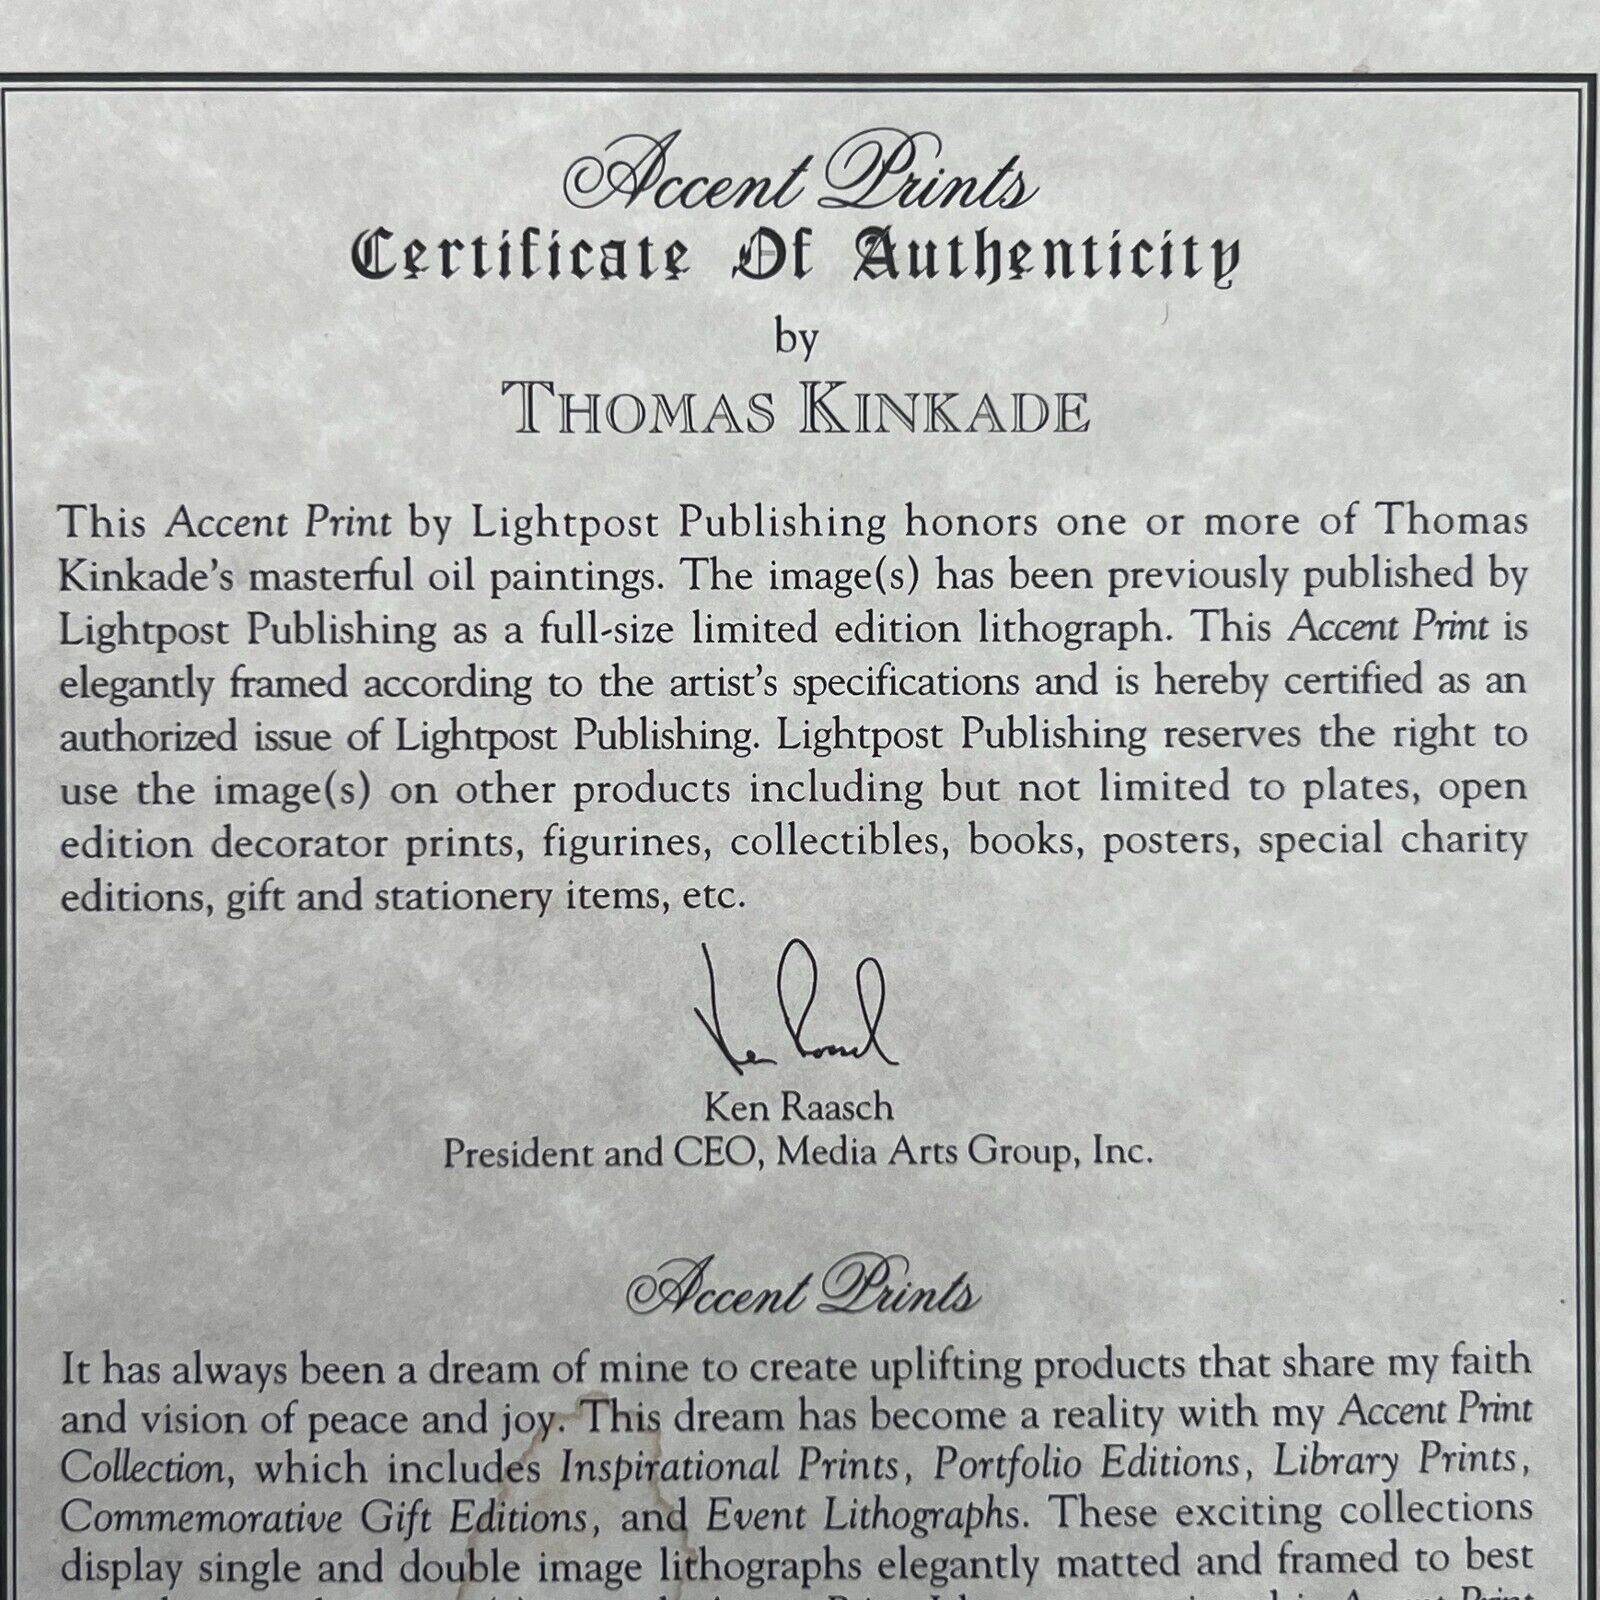 Accent Prints
Certificate Of Authenticity
by
THOMAS KINKADE
This Accent Print by Lightpost Publishing honors one or more of Thomas
Kinkade's masterful oil paintings. The image(s) has been previously published by
Lightpost Publishing as a full-size limited edition lithograph. This Accent Print is
elegantly framed according to the artist's specifications and is hereby certified as an
authorized issue of Lightpost Publishing. Lightpost Publishing reserves the right to
use the image(s) on other products including but not limited to plates, open
edition decorator prints, figurines, collectibles, books, posters, special charity
editions, gift and stationery items, etc.
Ken Raasch
Ken Raasch
President and CEO, Media Arts Group, Inc.
Accent Prints
It has always been a dream of mine to create uplifting products that share my faith
and vision of peace and joy. This dream has become a reality with my Accent Print
Collection, which includes Inspirational Prints, Portfolio Editions, Library Prints,
Commemorative Gift Editions, and Event Lithographs. These exciting collections
display single and double image lithographs elegantly matted and framed to best
Accent Print